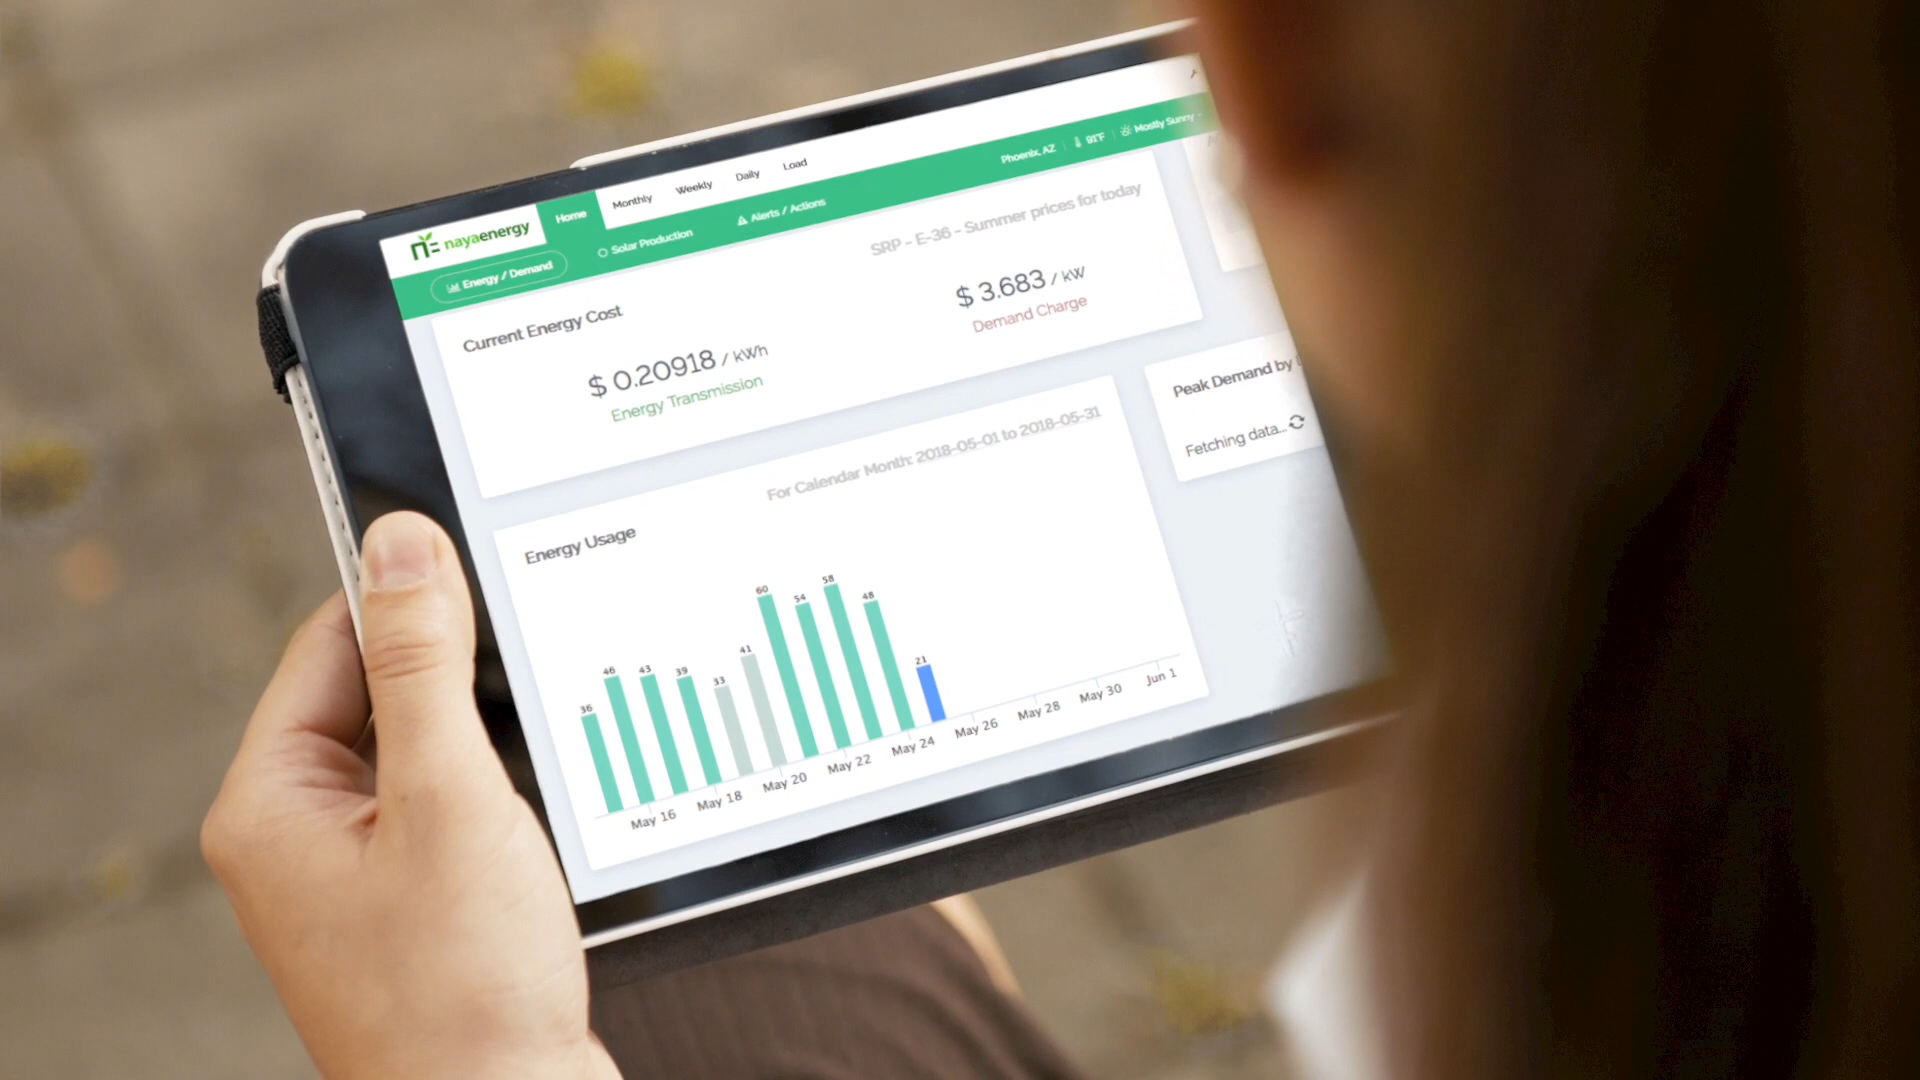 nayaenergy
Home
Monthly
Weekly
Daily
Load
Energy / Demand
Solar Production
Alerts / Actions
Phoenix, AZ
91°F
Mostly Sunny
Current Energy Cost
SRP - E-36 - Summer prices for today
$ 0.20918 / kWh
Energy Transmission
$ 3.683 / kW
Demand Charge
Energy Usage
For Calendar Month: 2018-05-01 to 2018-05-31
36 46 43 39 33 41 60 54 58 48 21
May 16 May 18 May 20 May 22 May 24 May 26 May 28 May 30 Jun 1
Peak Demand by
Fetching data...